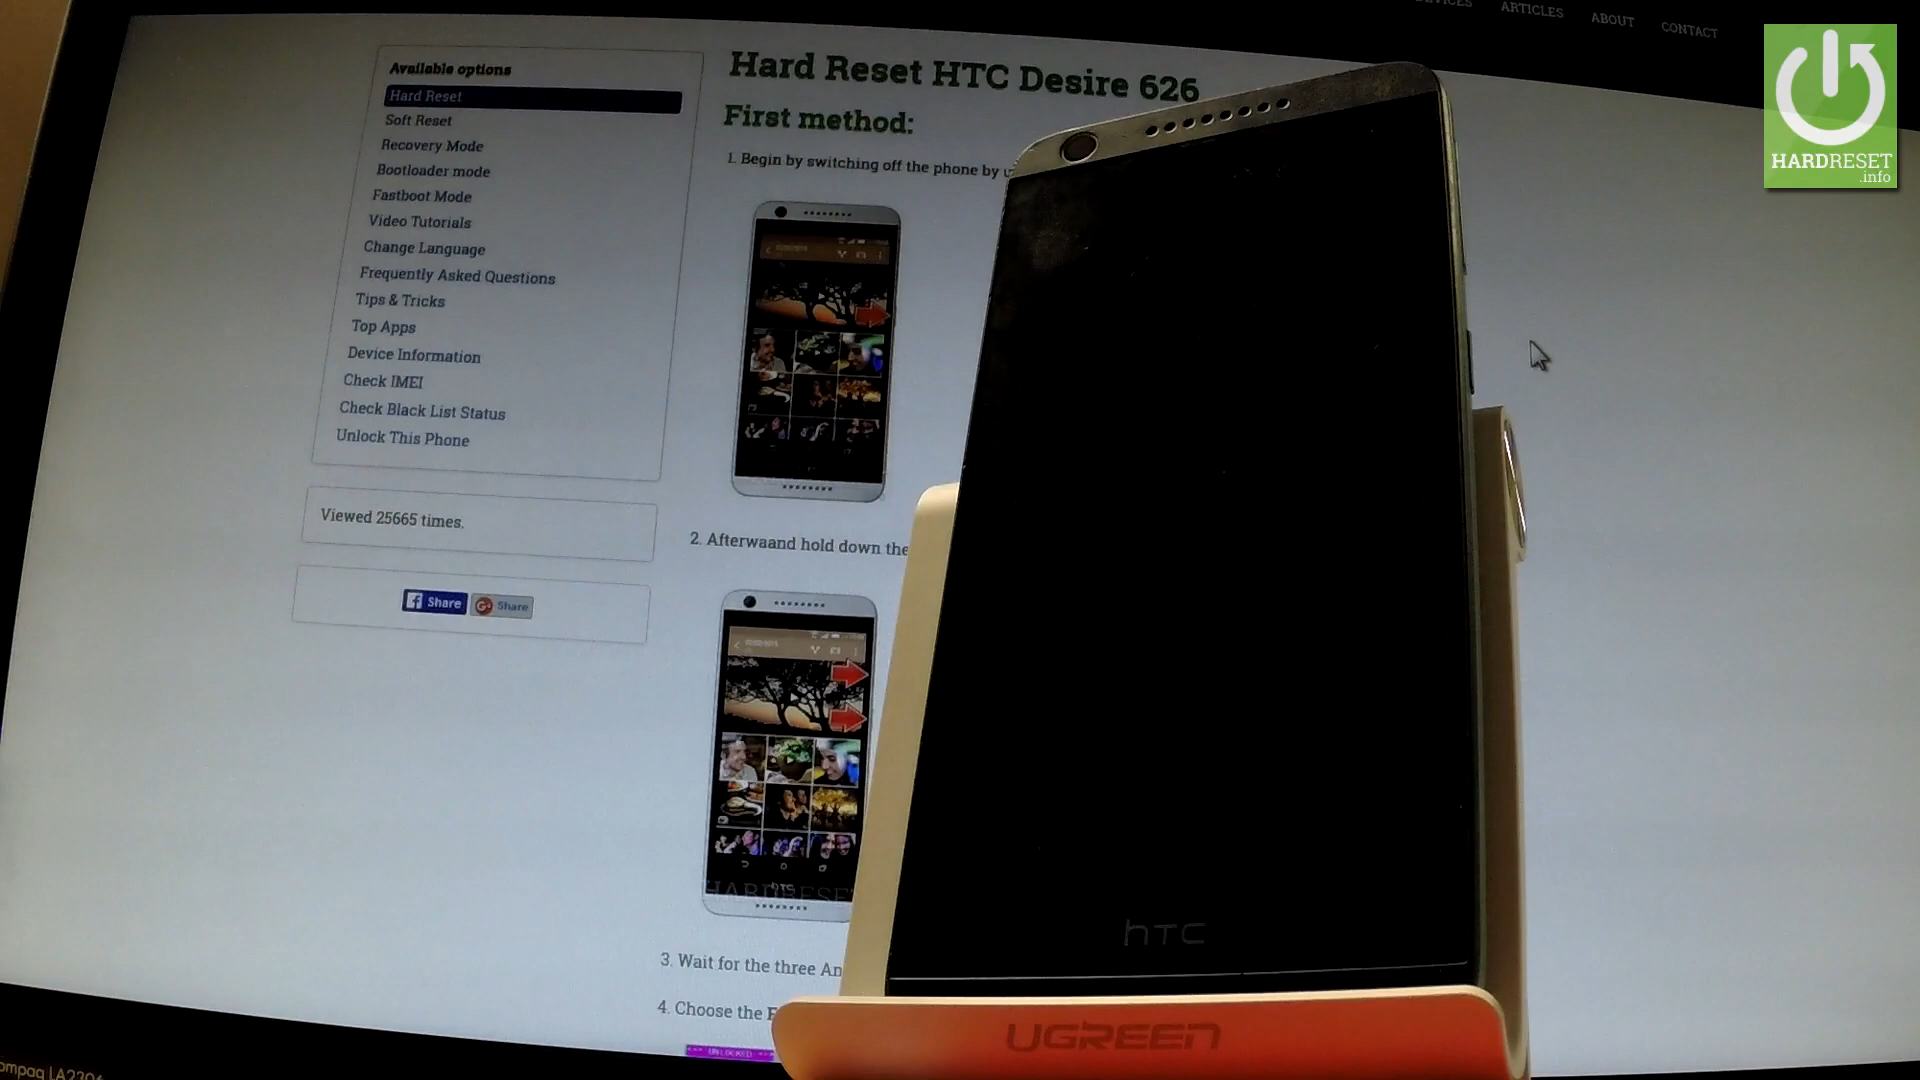 ARTICLES
ABOUT
CONTACT
HARDRESET
.info
Available options
Hard Reset
Soft Reset
Recovery Mode
Bootloader mode
Fastboot Mode
Video Tutorials
Change Language
Frequently Asked Questions
Tips & Tricks
Top Apps
Device Information
Check IMEI
Check Black List Status
Unlock This Phone
Viewed 25665 times.
Share
Share
Hard Reset HTC Desire 626
First method:
1. Begin by switching off the phone by
2. Afterwaand hold down the
3. Wait for the three
4. Choose the
UNLOCKED
hTC
hTC
UGREEN